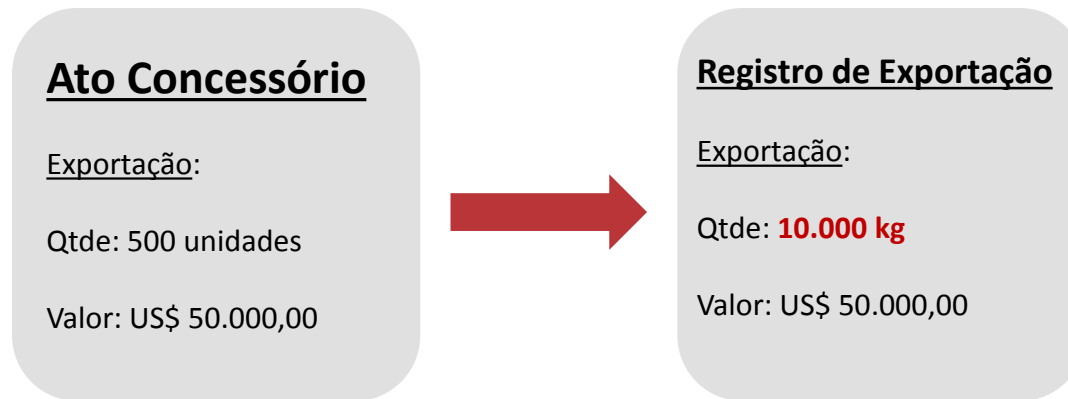 Ato Concessório
Exportação:
Qtde: 500 unidades
Valor: US$ 50.000,00
Registro de Exportação
Exportação:
Qtde: 10.000 kg
Valor: US$ 50.000,00